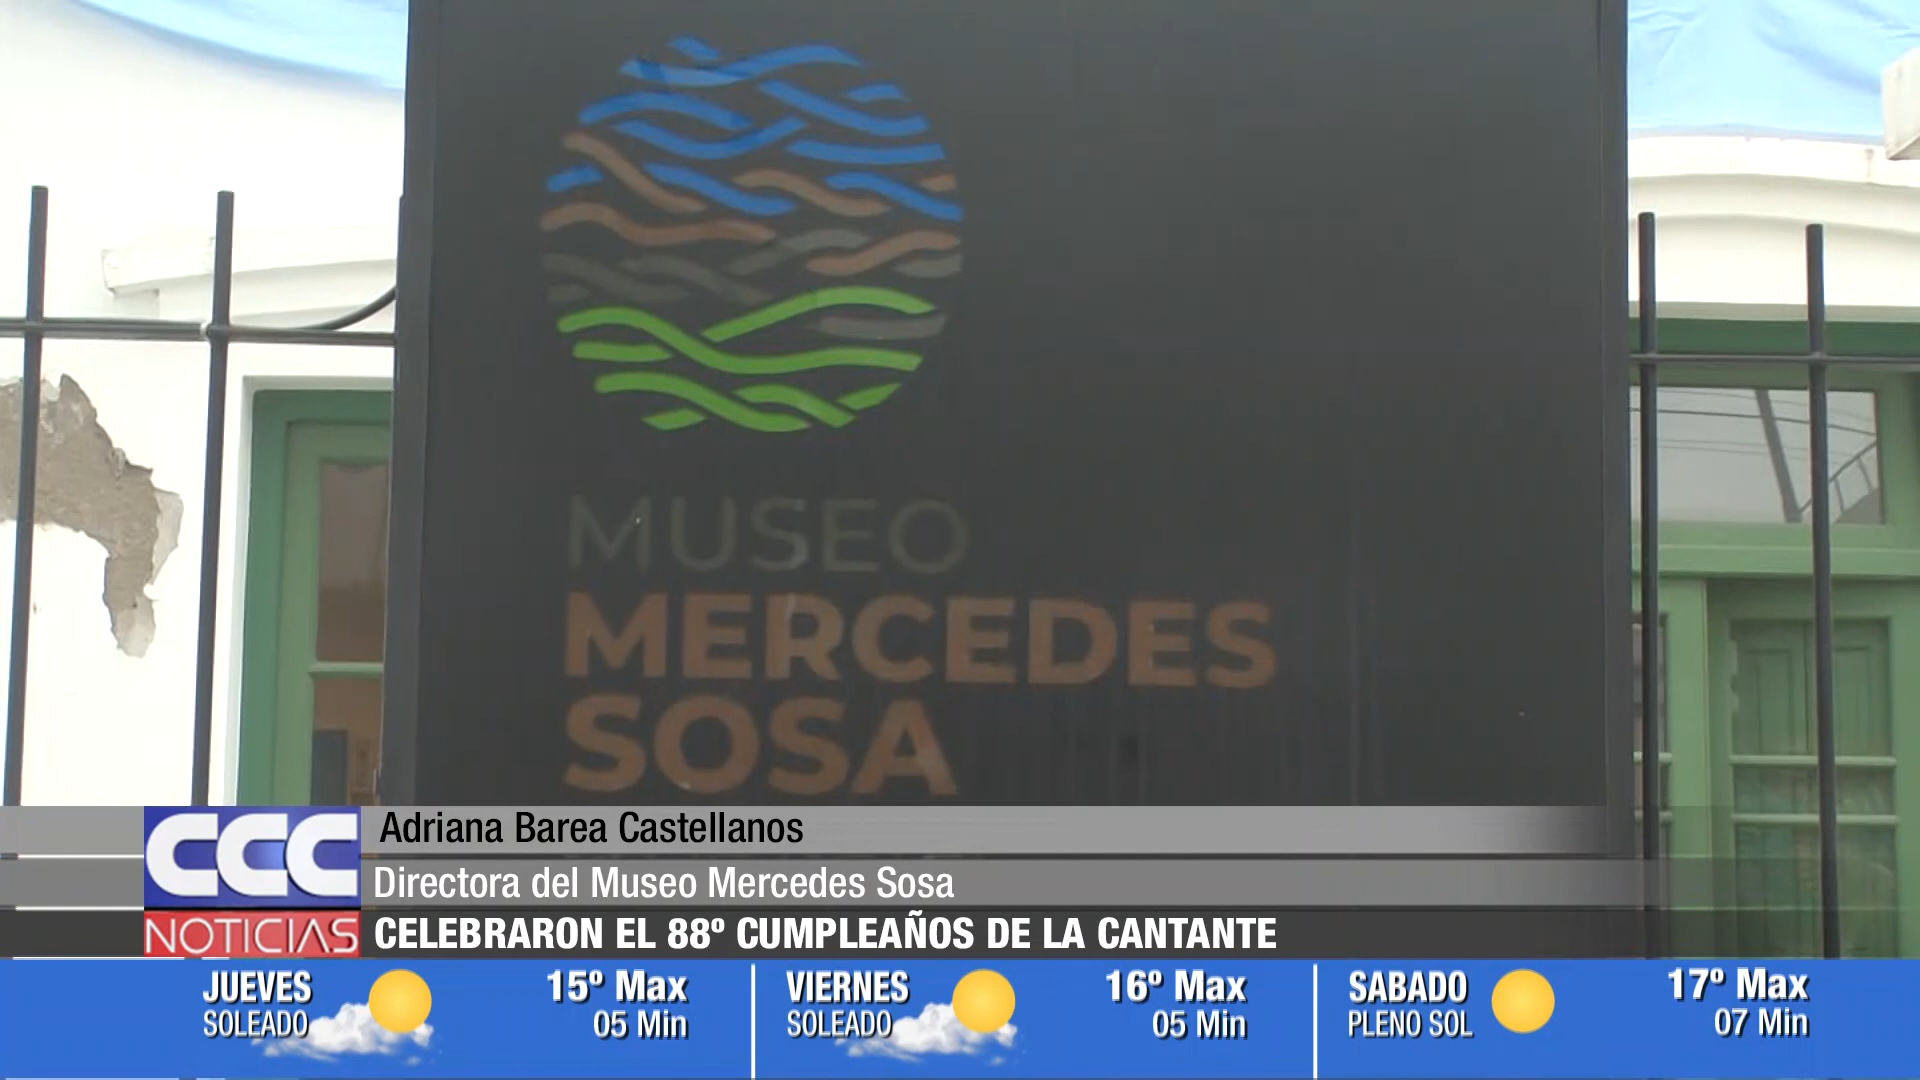 MUSEO
MERCEDES
SOSA
CCC
NOTICIAS
Adriana Barea Castellanos
Directora del Museo Mercedes Sosa
CELEBRARON EL 88º CUMPLEAÑOS DE LA CANTANTE
JUEVES
SOLEADO
15º Max
05 Min
VIERNES
SOLEADO
16º Max
05 Min
SABADO
PLENO SOL
17º Max
07 Min